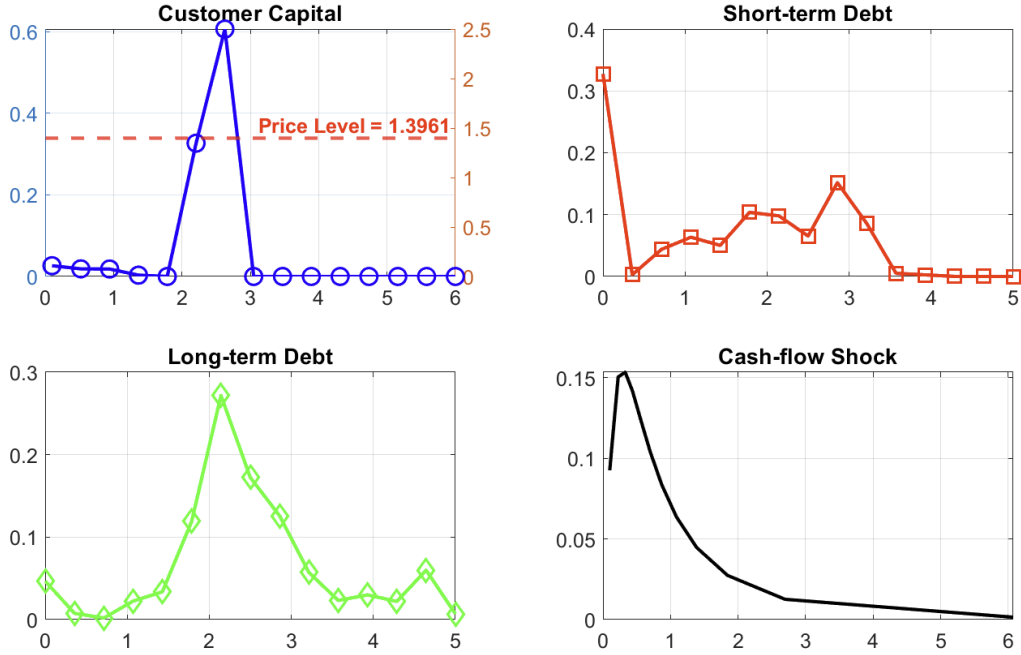 Customer Capital
0.6
0.4
0.2
0
2.5
2
1.5
1
0.5
0
Price Level = 1.3961
0 1 2 3 4 5 6
Short-term Debt
0.4
0.3
0.2
0.1
0
0 1 2 3 4 5
Long-term Debt
0.3
0.2
0.1
0
0 1 2 3 4 5
Cash-flow Shock
0.15
0.1
0.05
0
0 1 2 3 4 5 6